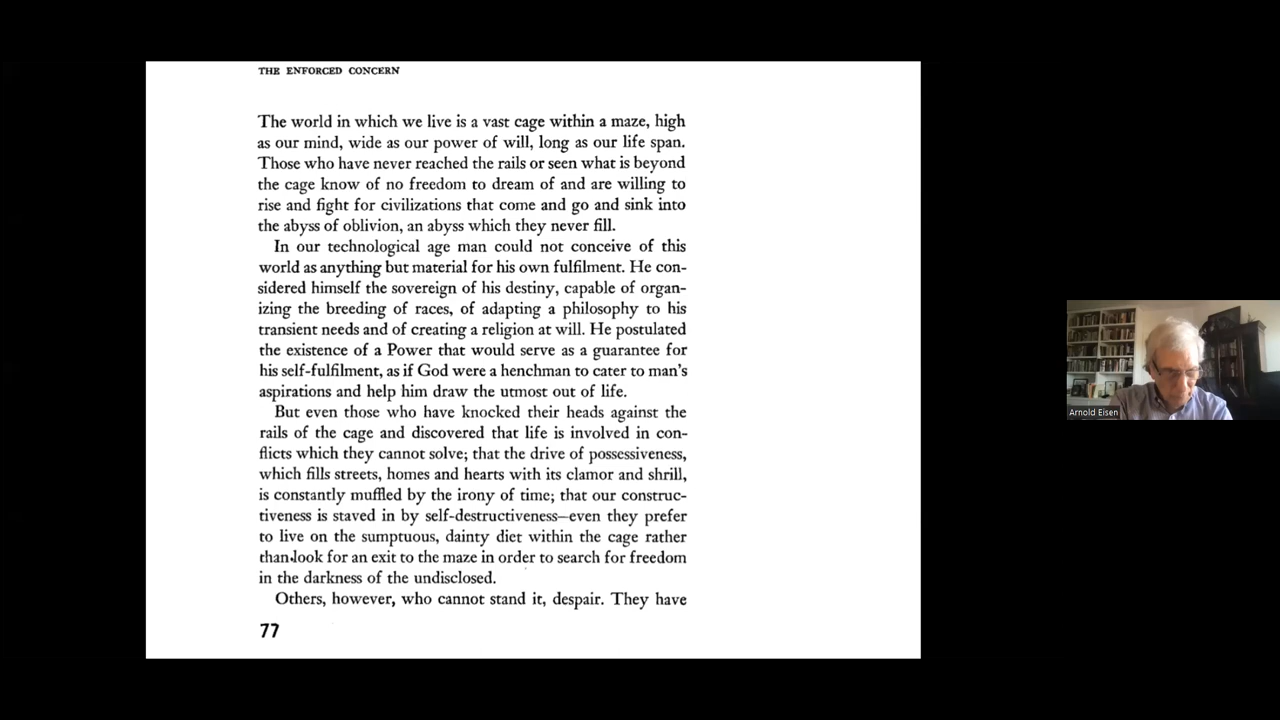 THE ENFORCED CONCERN
The world in which we live is a vast cage within a maze, high
as our mind, wide as our power of will, long as our life span.
Those who have never reached the rails or seen what is beyond
the cage know of no freedom to dream of and are willing to
rise and fight for civilizations that come and go and sink into
the abyss of oblivion, an abyss which they never fill.
In our technological age man could not conceive of this
world as anything but material for his own fulfilment. He con-
sidered himself the sovereign of his destiny, capable of organ-
izing the breeding of races, of adapting a philosophy to his
transient needs and of creating a religion at will. He postulated
the existence of a Power that would serve as a guarantee for
his self-fulfilment, as if God were a henchman to cater to man's
aspirations and help him draw the utmost out of life.
But even those who have knocked their heads against the
rails of the cage and discovered that life is involved in con-
flicts which they cannot solve; that the drive of possessiveness,
which fills streets, homes and hearts with its clamor and shrill,
is constantly muffled by the irony of time; that our construc-
tiveness is staved in by self-destructiveness—even they prefer
to live on the sumptuous, dainty diet within the cage rather
than look for an exit to the maze in order to search for freedom
in the darkness of the undisclosed.
Others, however, who cannot stand it, despair. They have
77
Arnold Eisen